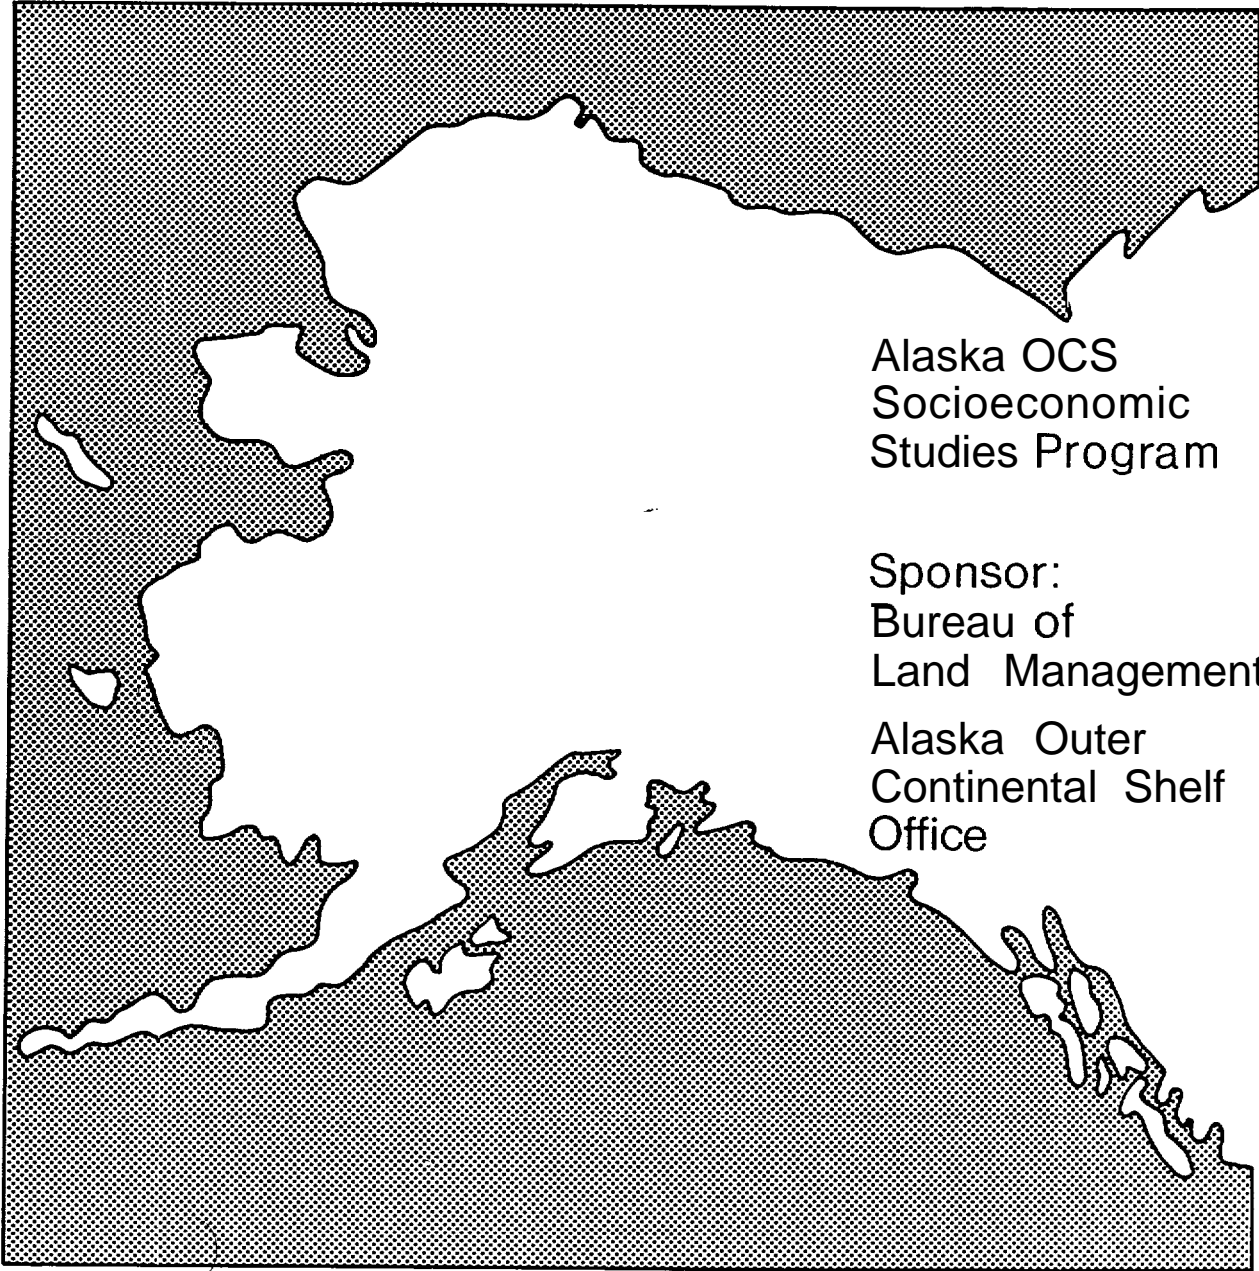 Alaska OCS
Socioeconomic
Studies Program
Sponsor:
Bureau of
Land Management
Alaska Outer
Continental Shelf
Office